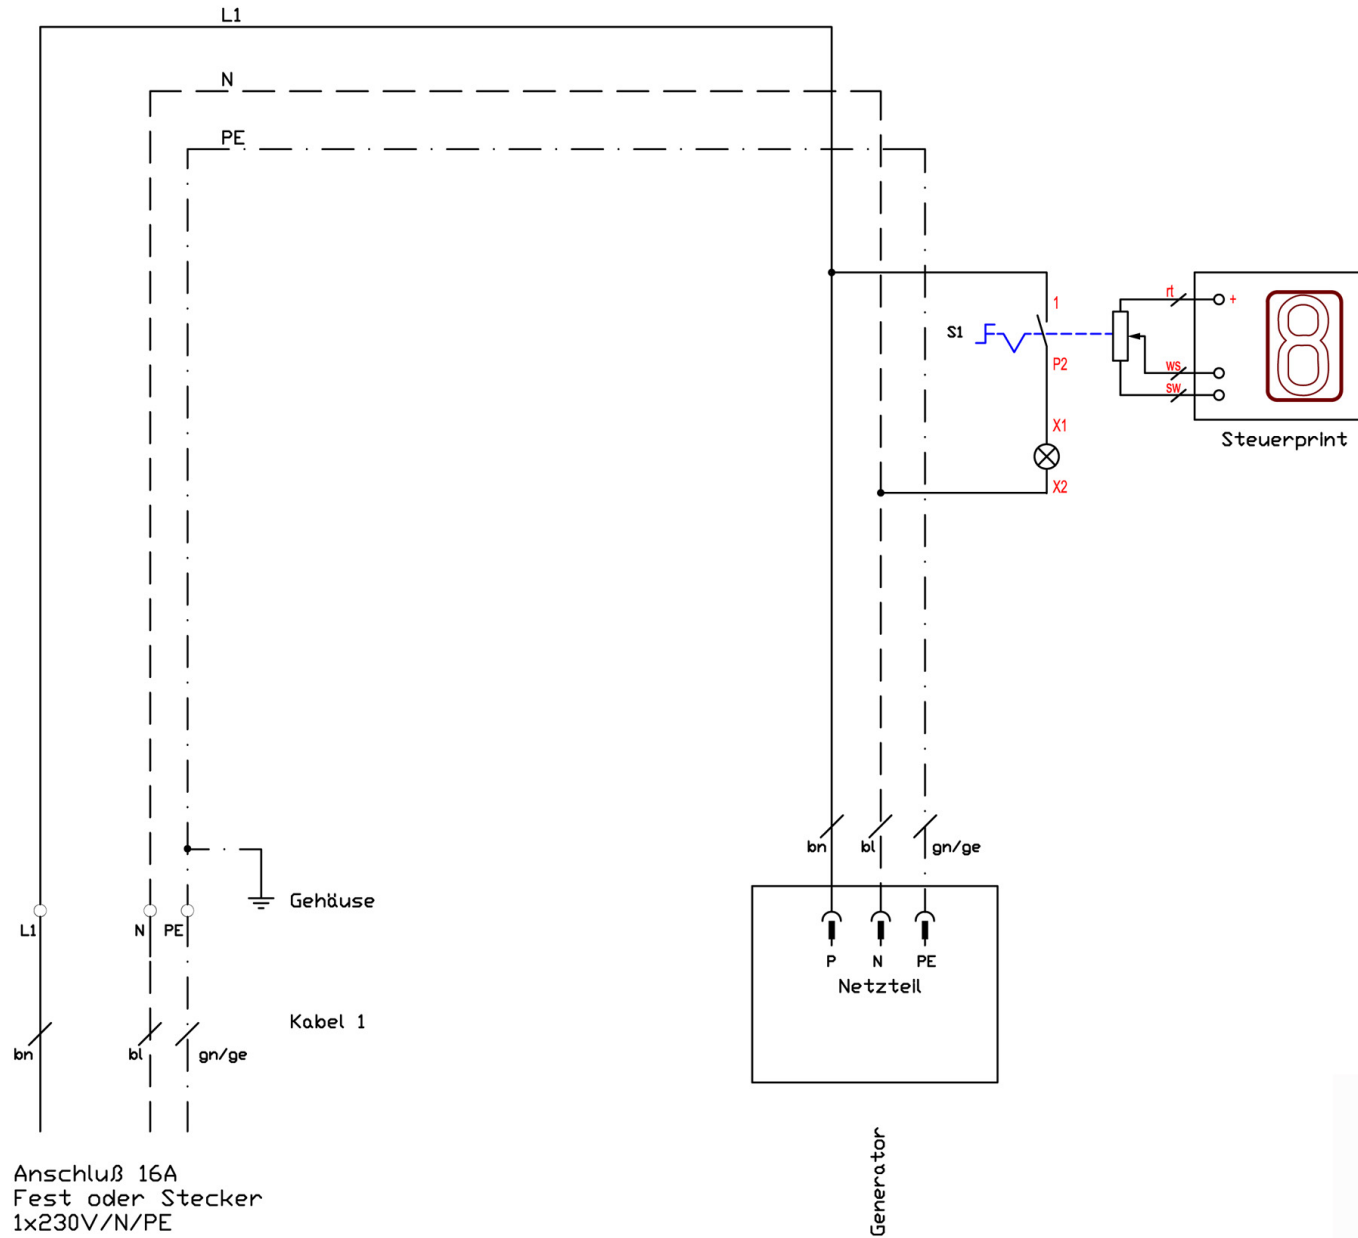 L1
N
PE
1
rt
+
S1
P2
ws
sw
X1
Steuerprint
X2
bn
bl
gn/ge
Gehäuse
L1
N
PE
P
N
PE
Netzteil
Kabel 1
bn
bl
gn/ge
Generator
Anschluß 16A
Fest oder Stecker
1x230V/N/PE
8